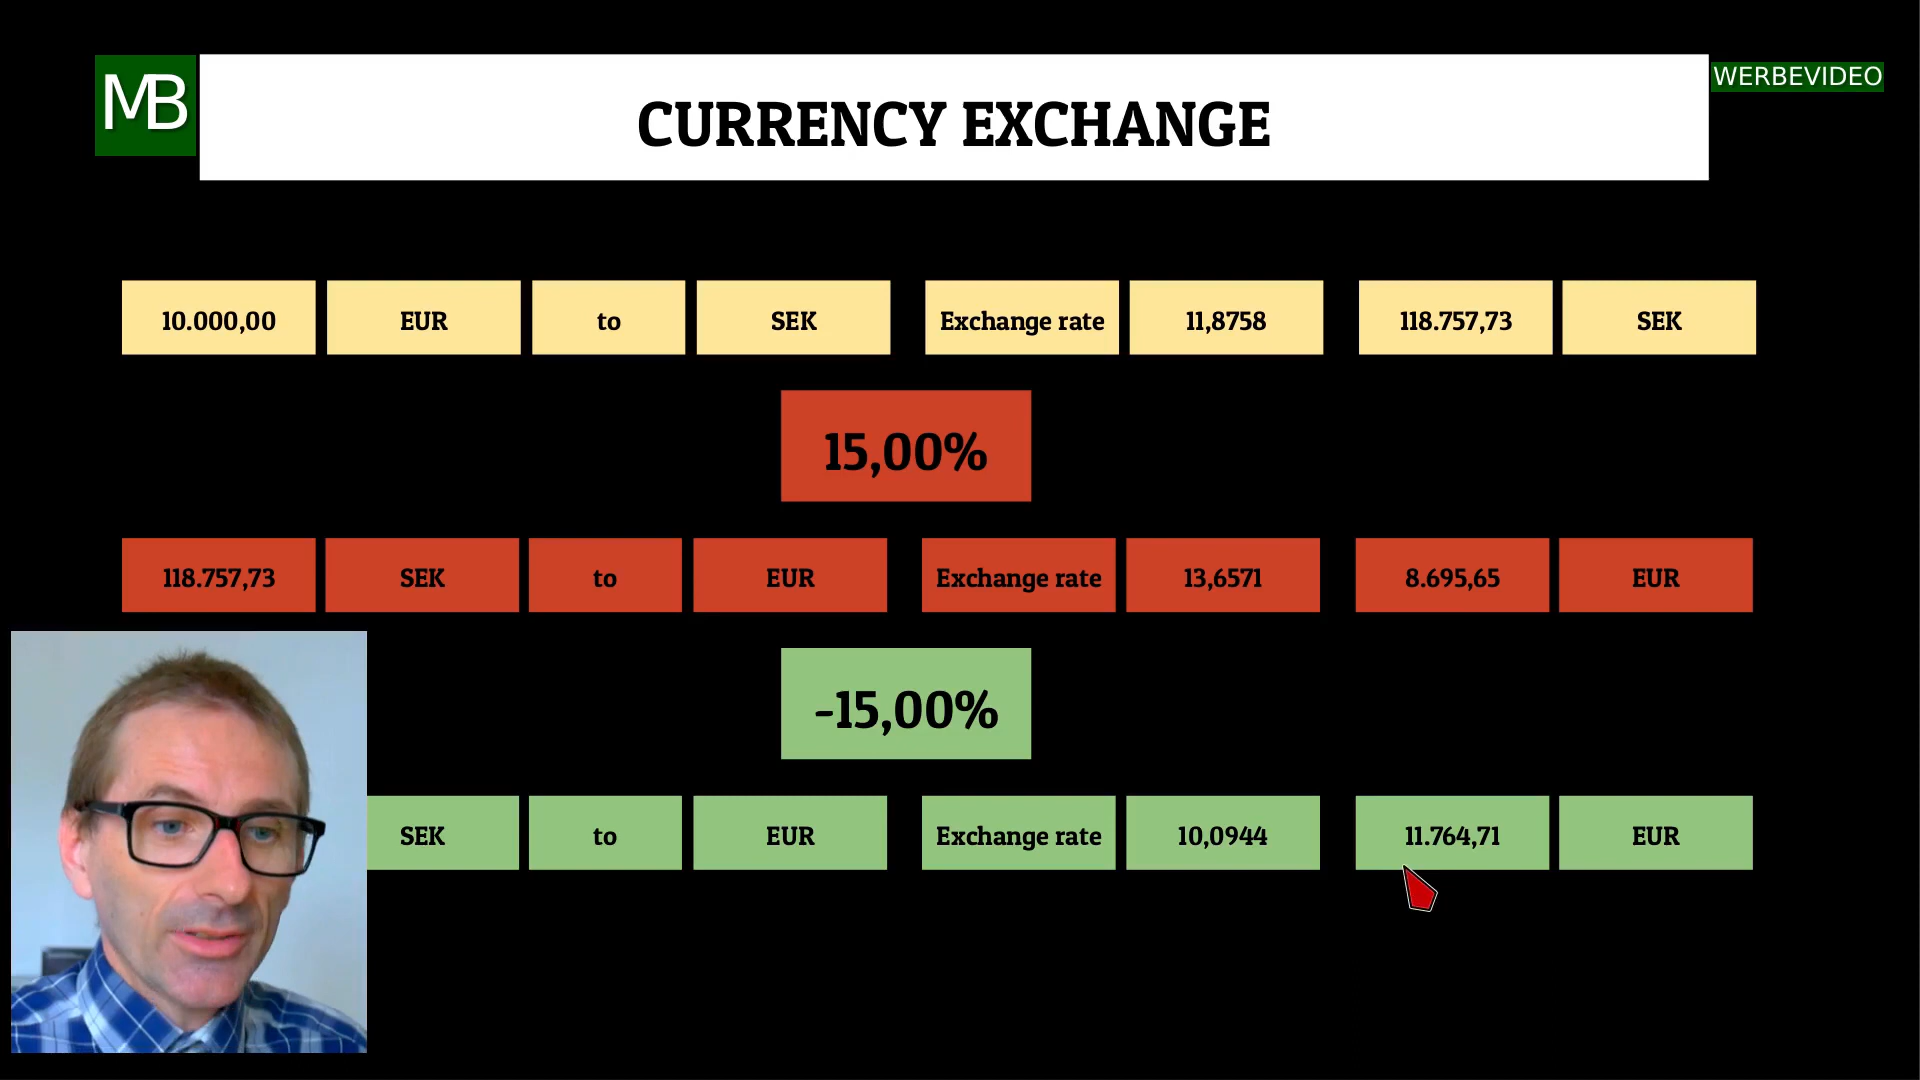 MB
CURRENCY EXCHANGE
WERBEVIDEO
10.000,00 EUR to SEK Exchange rate 11,8758 118.757,73 SEK
15,00%
118.757,73 SEK to EUR Exchange rate 13,6571 8.695,65 EUR
-15,00%
SEK to EUR Exchange rate 10,0944 11.764,71 EUR